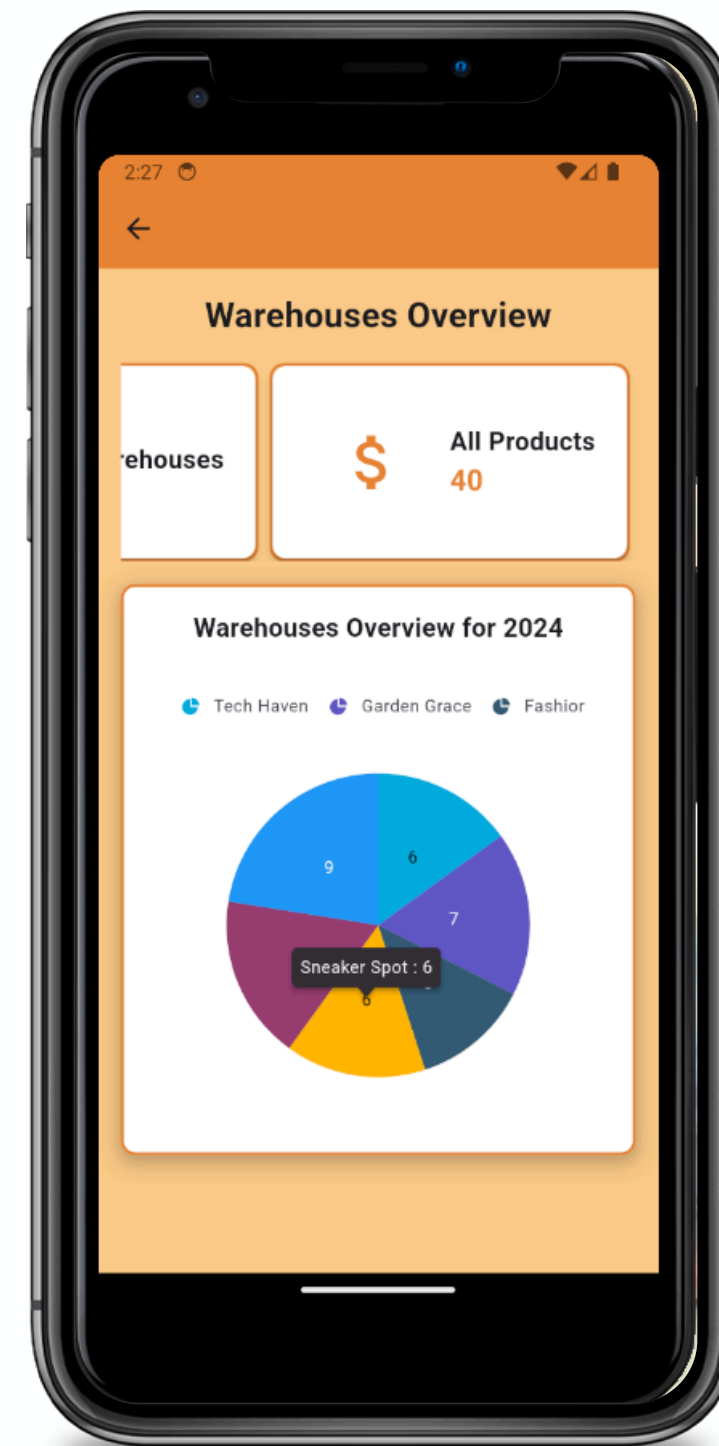 2:27
Warehouses Overview
rehouses
All Products
$
40
Warehouses Overview for 2024
Tech Haven Garden Grace Fashior
9
6
7
Sneaker Spot : 6
6